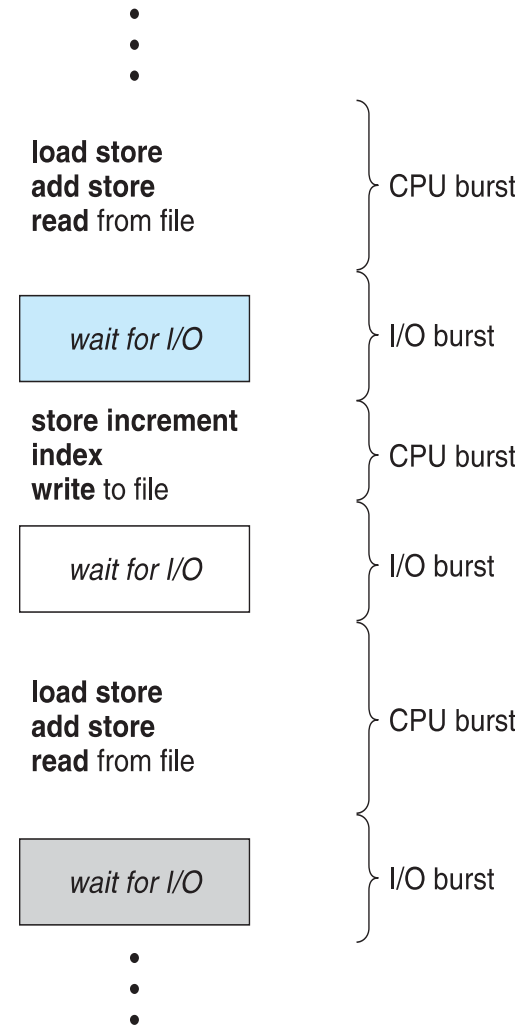 load store
add store
read from file
CPU burst
wait for I/O
I/O burst
store increment
index
write to file
CPU burst
wait for I/O
I/O burst
load store
add store
read from file
CPU burst
wait for I/O
I/O burst